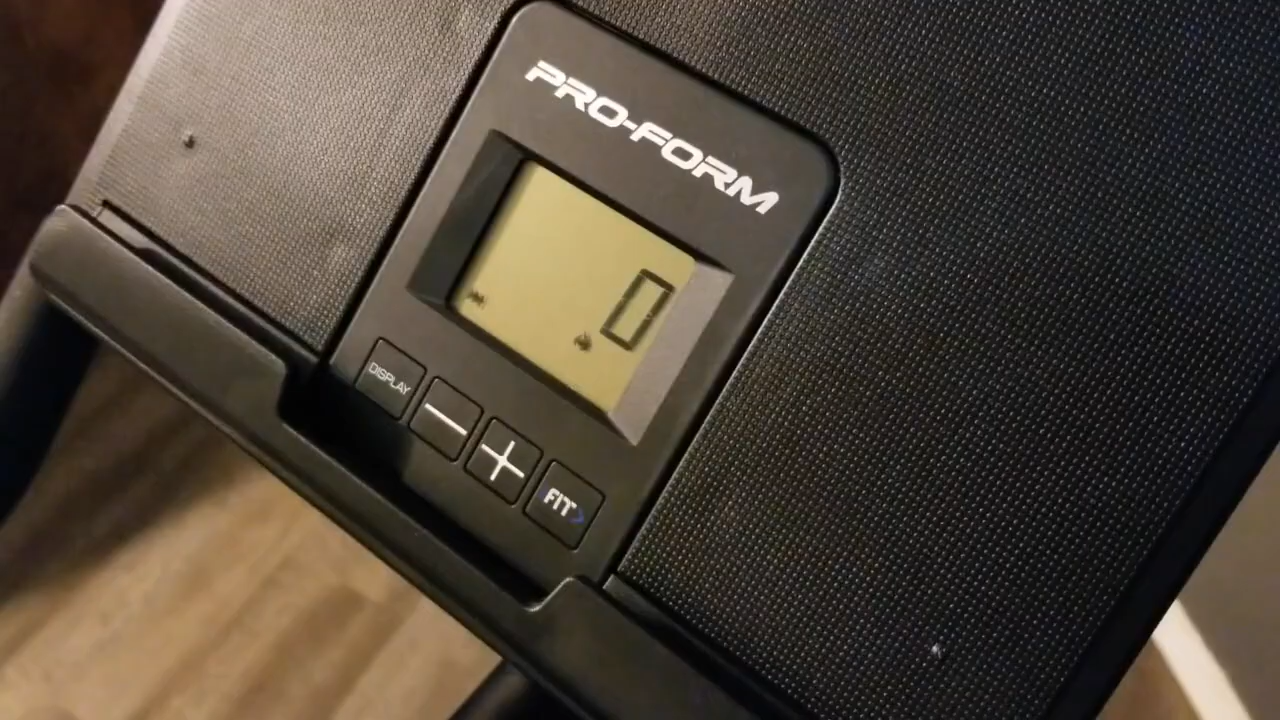 PRO-FORM
0
DISPLAY
— +
FIT>